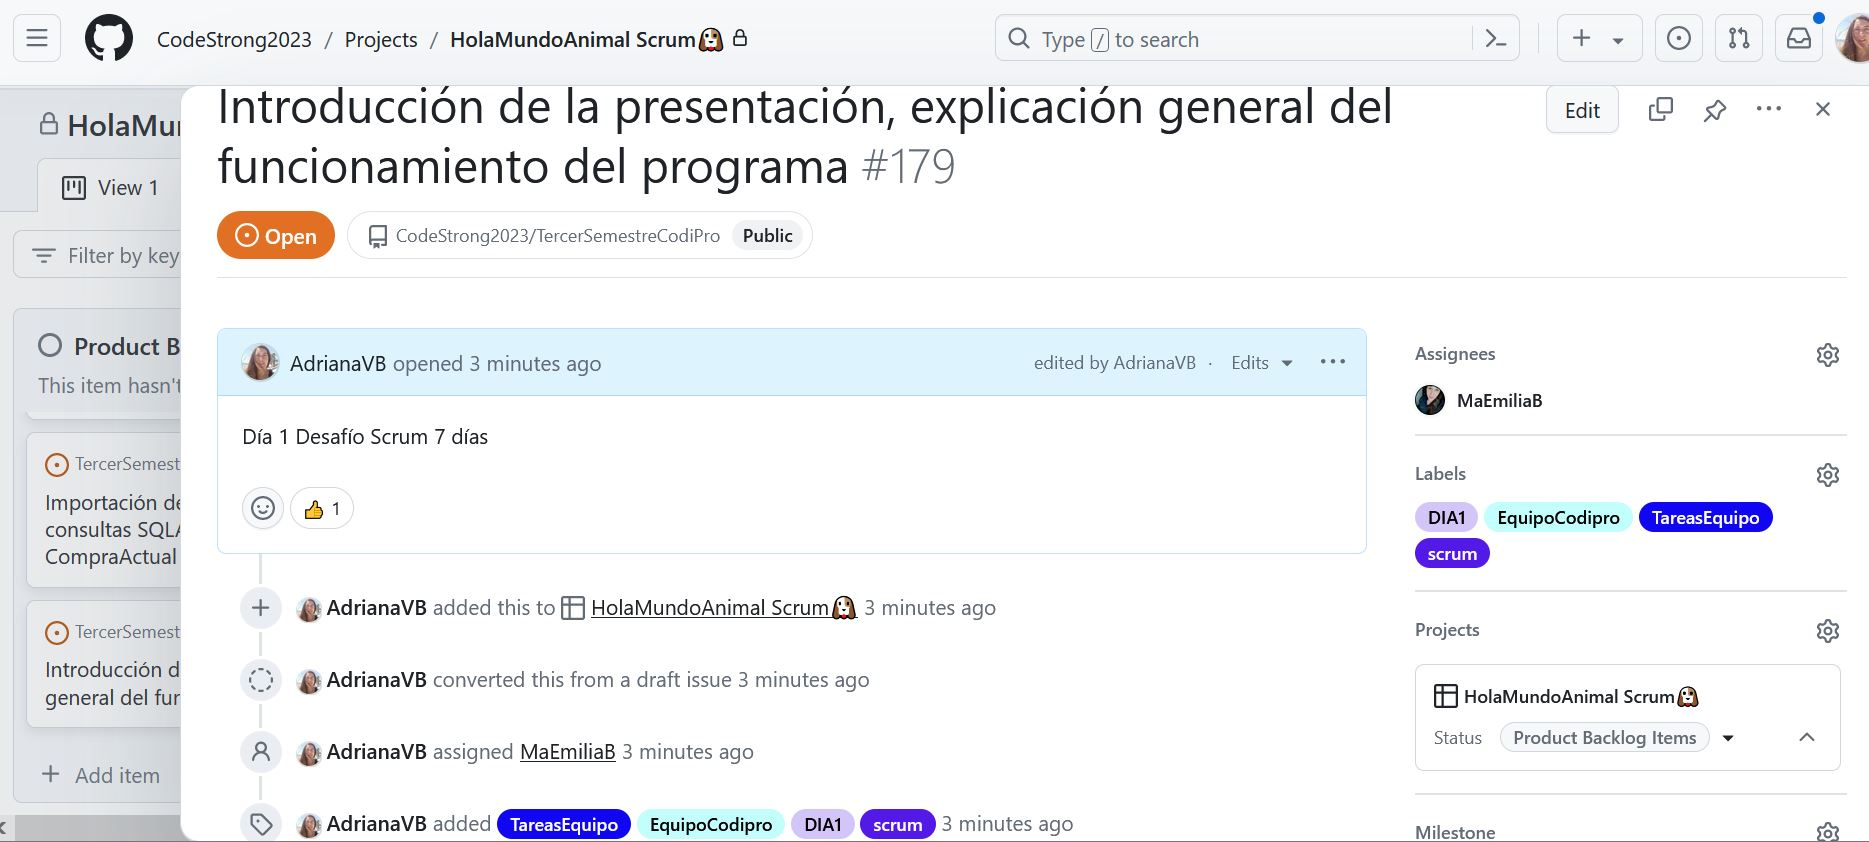 CodeStrong2023 / Projects / HolaMundoAnimal Scrum
Type / to search
HolaMu
View 1
Filter by key
Product B
This item hasn't
TercerSemest
Importación de
consultas SQLA
CompraActual
TercerSemest
Introducción d
general del fur
Add item
Introducción de la presentación, explicación general del
funcionamiento del programa #179
Edit
Open
CodeStrong2023/TercerSemestreCodiPro Public
AdrianaVB opened 3 minutes ago
edited by AdrianaVB · Edits
Día 1 Desafío Scrum 7 días
👍 1
AdrianaVB added this to HolaMundoAnimal Scrum 3 minutes ago
AdrianaVB converted this from a draft issue 3 minutes ago
AdrianaVB assigned MaEmiliaB 3 minutes ago
AdrianaVB added TareasEquipo EquipoCodipro DIA1 scrum 3 minutes ago
Assignees
MaEmiliaB
Labels
DIA1 EquipoCodipro TareasEquipo
scrum
Projects
HolaMundoAnimal Scrum
Status Product Backlog Items
Milestone